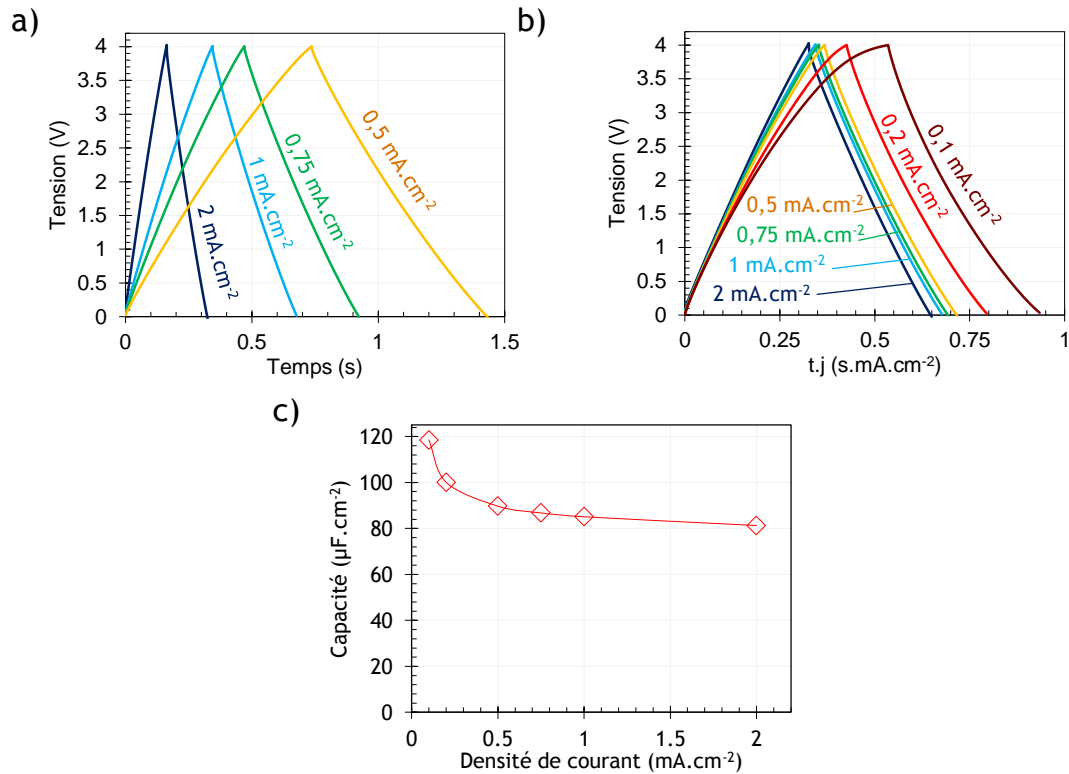 a)
4
3.5
3
2.5
2
1.5
1
0.5
0
Tension (V)
2 mA.cm-2
1 mA.cm-2
0,75 mA.cm-2
0,5 mA.cm-2
0 0.5 1 1.5
Temps (s)
b)
4
3.5
3
2.5
2
1.5
1
0.5
0
Tension (V)
0,2 mA.cm-2
0,1 mA.cm-2
0,5 mA.cm-2
0,75 mA.cm-2
1 mA.cm-2
2 mA.cm-2
0 0.25 0.5 0.75 1
t.j (s.mA.cm-2)
c)
120
100
80
60
40
20
0
Capacité (µF.cm-2)
0 0.5 1 1.5 2
Densité de courant (mA.cm-2)